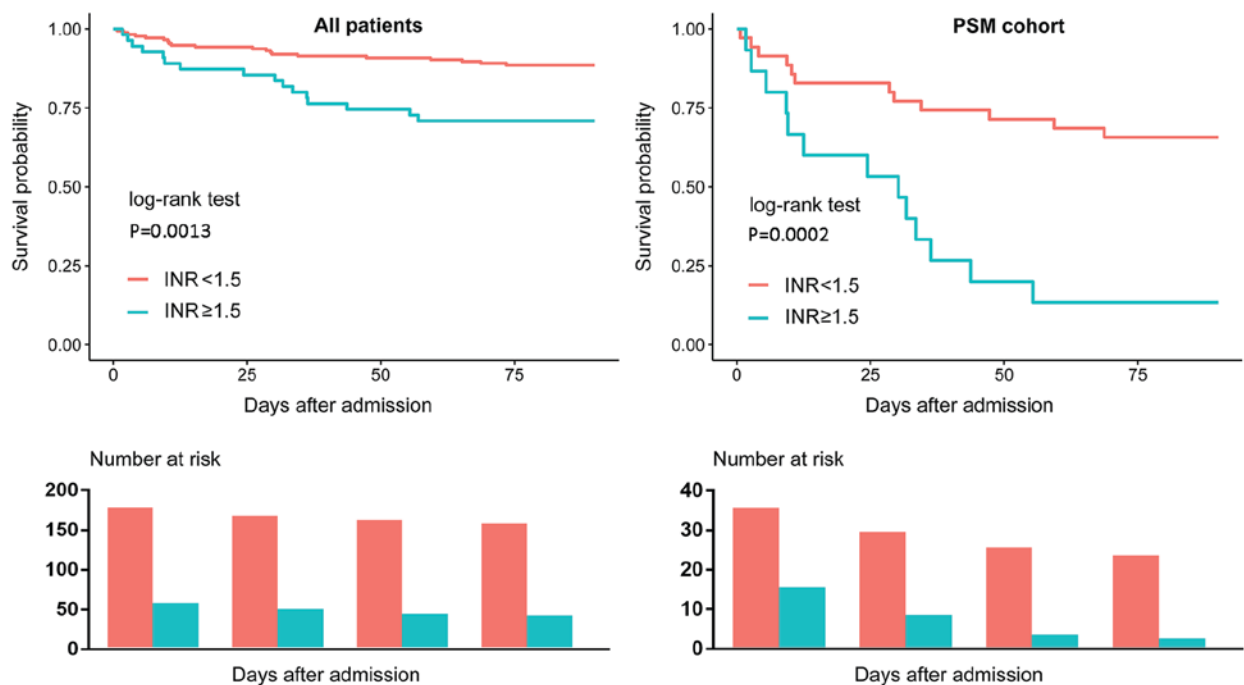 All patients
1.00
0.75
0.50
0.25
0.00
Survival probability
log-rank test
P=0.0013
INR<1.5
INR≥1.5
0 25 50 75
Days after admission
PSM cohort
1.00
0.75
0.50
0.25
0.00
Survival probability
log-rank test
P=0.0002
INR<1.5
INR≥1.5
0 25 50 75
Days after admission
Number at risk
200
150
100
50
0
Days after admission
Number at risk
40
30
20
10
0
Days after admission